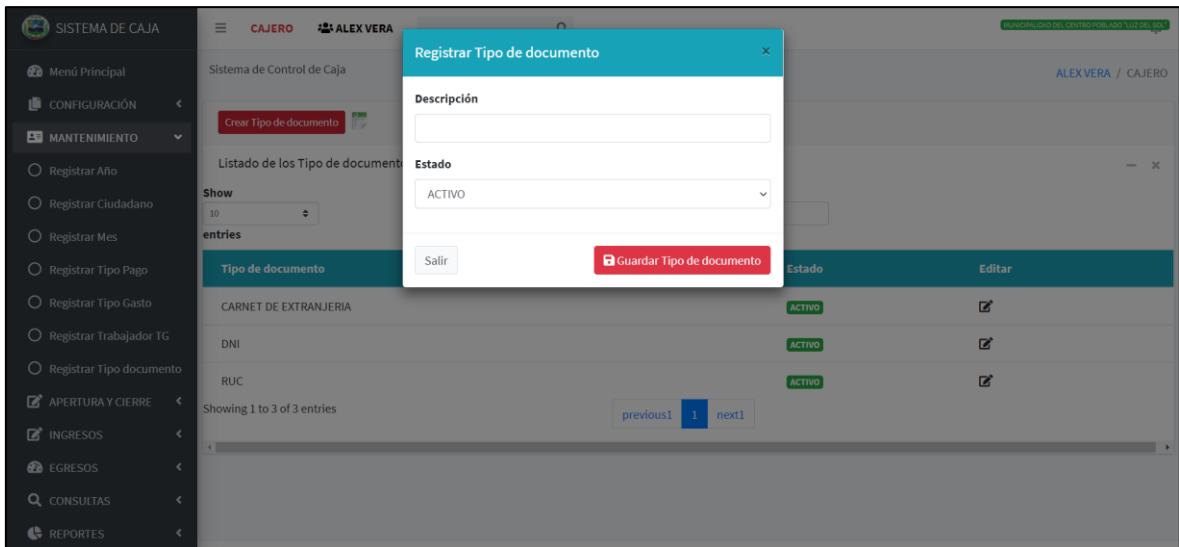 SISTEMA DE CAJA
CAJERO
ALEX VERA
MUNICIPALIDAD DEL CENTRO POBLADO "LUZ DEL SOL"
Menú Principal
CONFIGURACIÓN
MANTENIMIENTO
Registrar Año
Registrar Ciudadano
Registrar Mes
Registrar Tipo Pago
Registrar Tipo Gasto
Registrar Trabajador TG
Registrar Tipo documento
APERTURA Y CIERRE
INGRESOS
EGRESOS
CONSULTAS
REPORTES
Sistema de Control de Caja
ALEX VERA / CAJERO
Crear Tipo de documento
Listado de los Tipo de document
Show
10
entries
Registrar Tipo de documento
×
Descripción
Estado
ACTIVO
Salir
Guardar Tipo de documento
Tipo de documento
Estado
Editar
CARNET DE EXTRANJERIA
ACTIVO
DNI
ACTIVO
RUC
ACTIVO
Showing 1 to 3 of 3 entries
previous1
1
next1